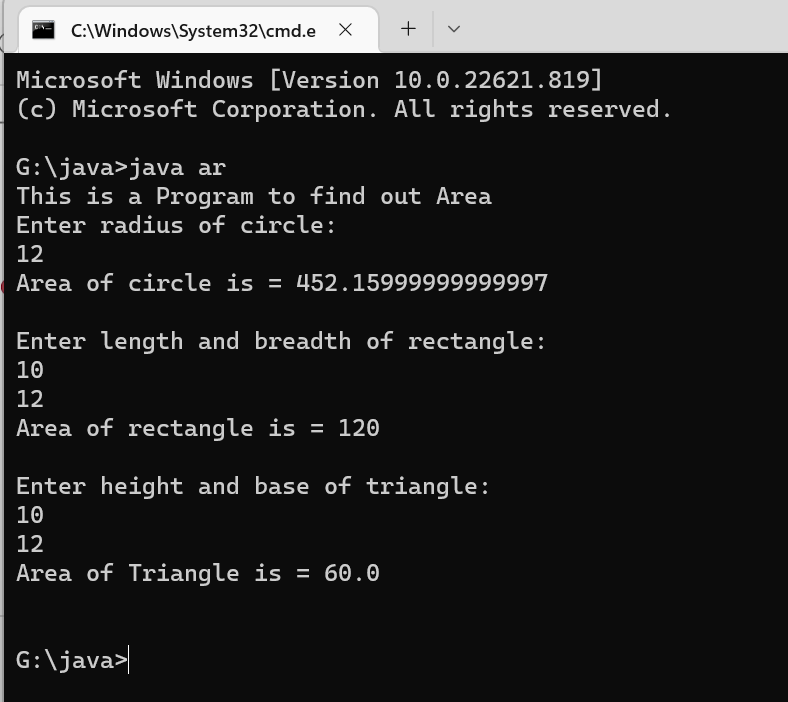 C:\Windows\System32\cmd.e
Microsoft Windows [Version 10.0.22621.819]
(c) Microsoft Corporation. All rights reserved.
G:\java>java ar
This is a Program to find out Area
Enter radius of circle:
12
Area of circle is = 452.15999999999997
Enter length and breadth of rectangle:
10
12
Area of rectangle is = 120
Enter height and base of triangle:
10
12
Area of Triangle is = 60.0
G:\java>